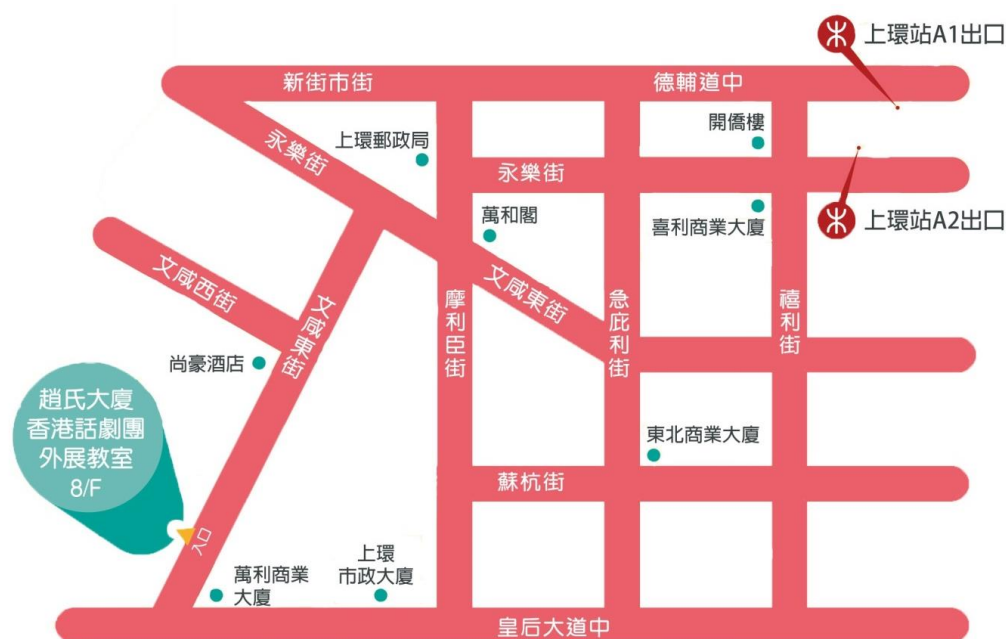 上環站A1出口
新街市街
德輔道中
開僑樓
上環郵政局
永樂街
永樂街
萬和閣
喜利商業大廈
上環站A2出口
文咸西街
文咸東街
摩利臣街
文咸東街
急庇利街
禧利街
尚豪酒店
趙氏大廈
香港話劇團
外展教室
8/F
東北商業大廈
蘇杭街
入口
萬利商業
大廈
上環
市政大廈
皇后大道中